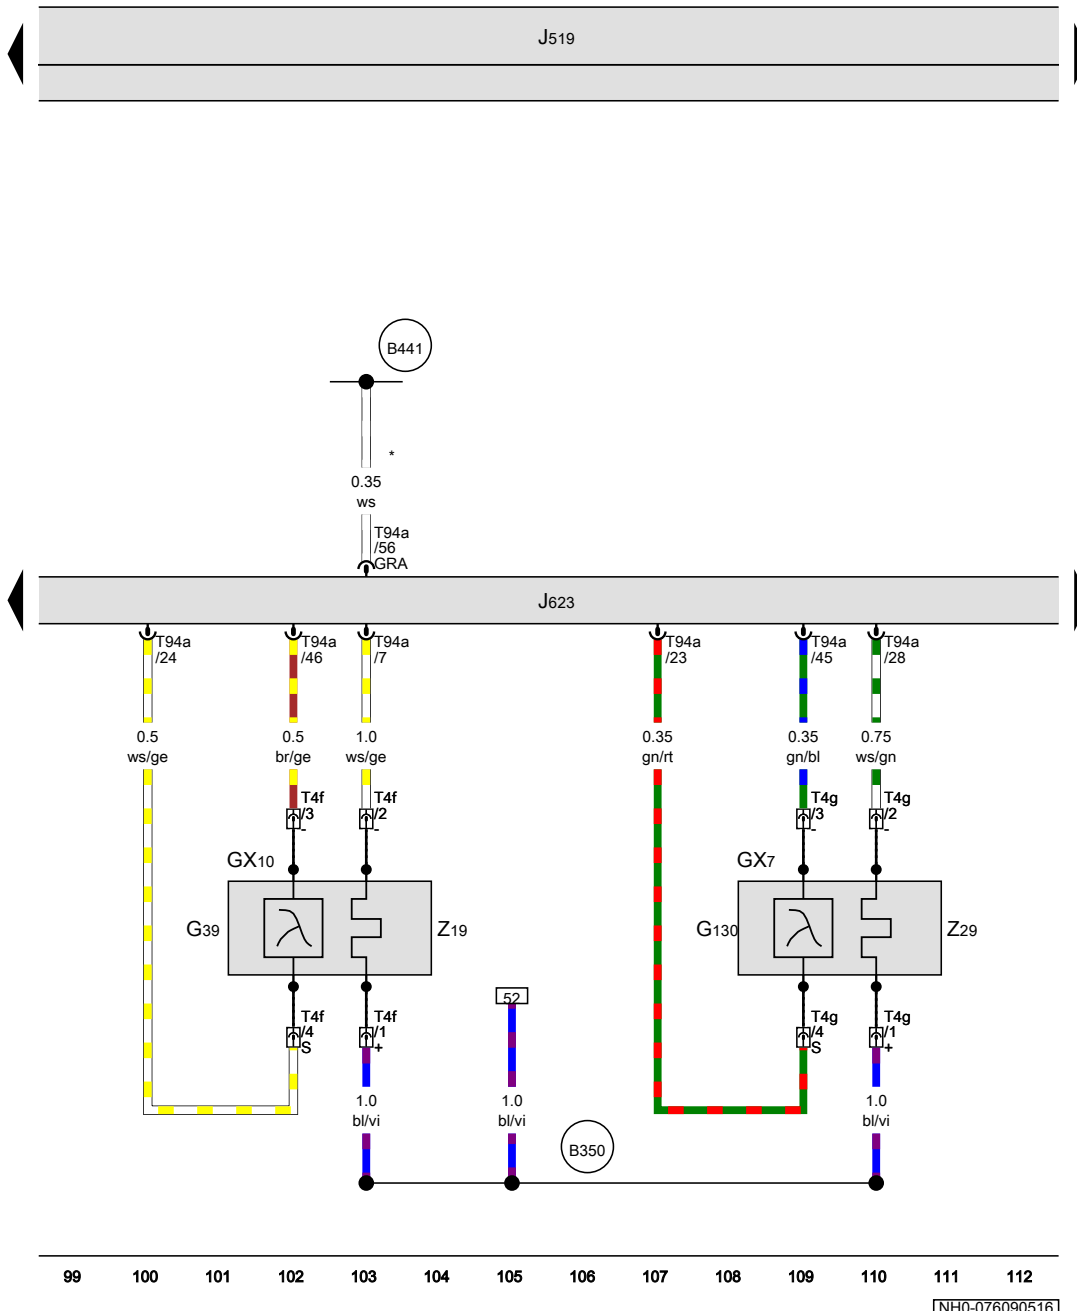 J519
B441
*
0.35
ws
T94a
/56
GRA
J623
T94a
/24
T94a
/46
T94a
/7
T94a
/23
T94a
/45
T94a
/28
0.5
ws/ge
0.5
br/ge
1.0
ws/ge
0.35
gn/rt
0.35
gn/bl
0.75
ws/gn
T4f
/3
-
T4f
/2
-
T4g
/3
-
T4g
/2
-
GX10
GX7
G39
Z19
G130
Z29
52
T4f
/4
S
T4f
/1
+
T4g
/4
S
T4g
/1
+
1.0
bl/vi
1.0
bl/vi
1.0
bl/vi
B350
99 100 101 102 103 104 105 106 107 108 109 110 111 112
NH0-076090516